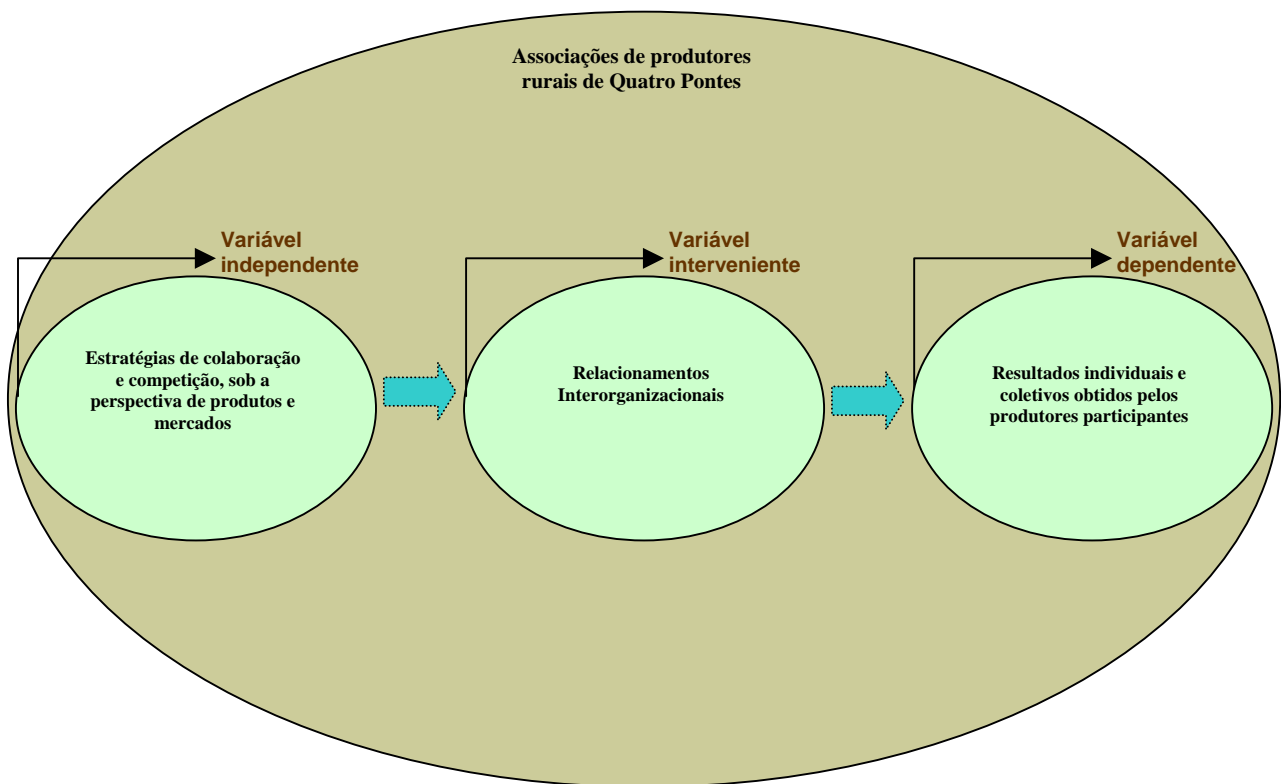 Associações de produtores
rurais de Quatro Pontes
Variável
independente
Estratégias de colaboração
e competição, sob a
perspectiva de produtos e
mercados
Variável
interveniente
Relacionamentos
Interorganizacionais
Variável
dependente
Resultados individuais e
coletivos obtidos pelos
produtores participantes